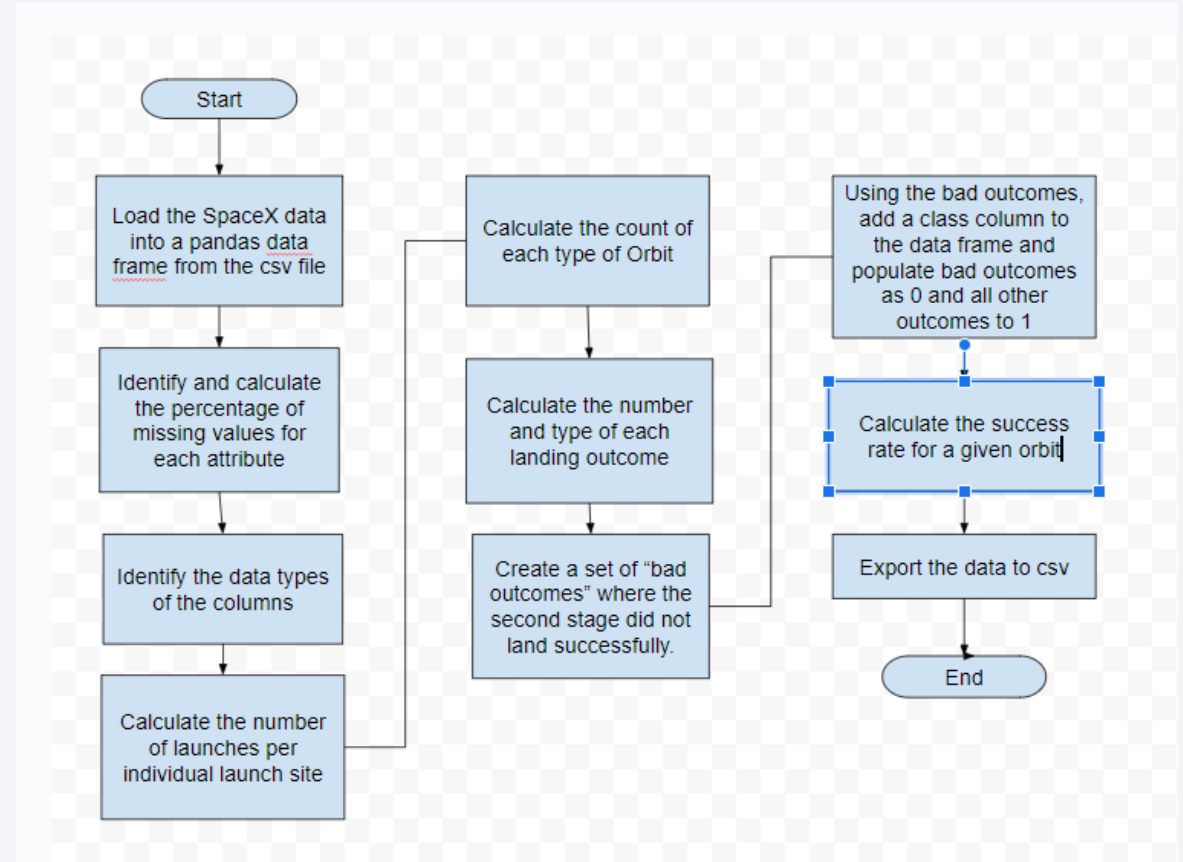 Start
Load the SpaceX data
into a pandas data
frame from the csv file
Identify and calculate
the percentage of
missing values for
each attribute
Identify the data types
of the columns
Calculate the number
of launches per
individual launch site
Calculate the count of
each type of Orbit
Calculate the number
and type of each
landing outcome
Create a set of “bad
outcomes” where the
second stage did not
land successfully.
Using the bad outcomes,
add a class column to
the data frame and
populate bad outcomes
as 0 and all other
outcomes to 1
Calculate the success
rate for a given orbit
Export the data to csv
End